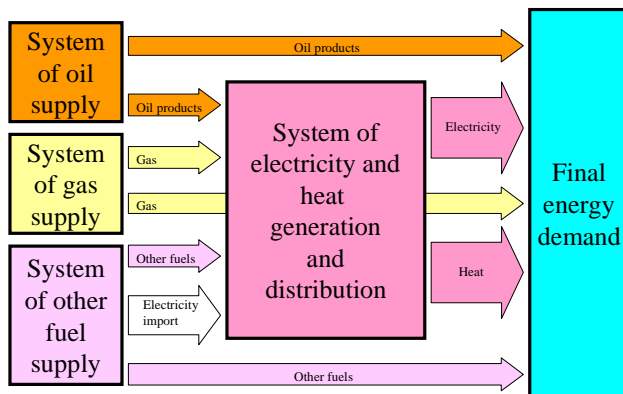 System
of oil
supply
Oil products
Oil products
System
of gas
supply
Gas
Gas
System
of other
fuel
supply
Other fuels
Electricity
import
Other fuels
System of
electricity and
heat
generation
and
distribution
Electricity
Heat
Final
energy
demand